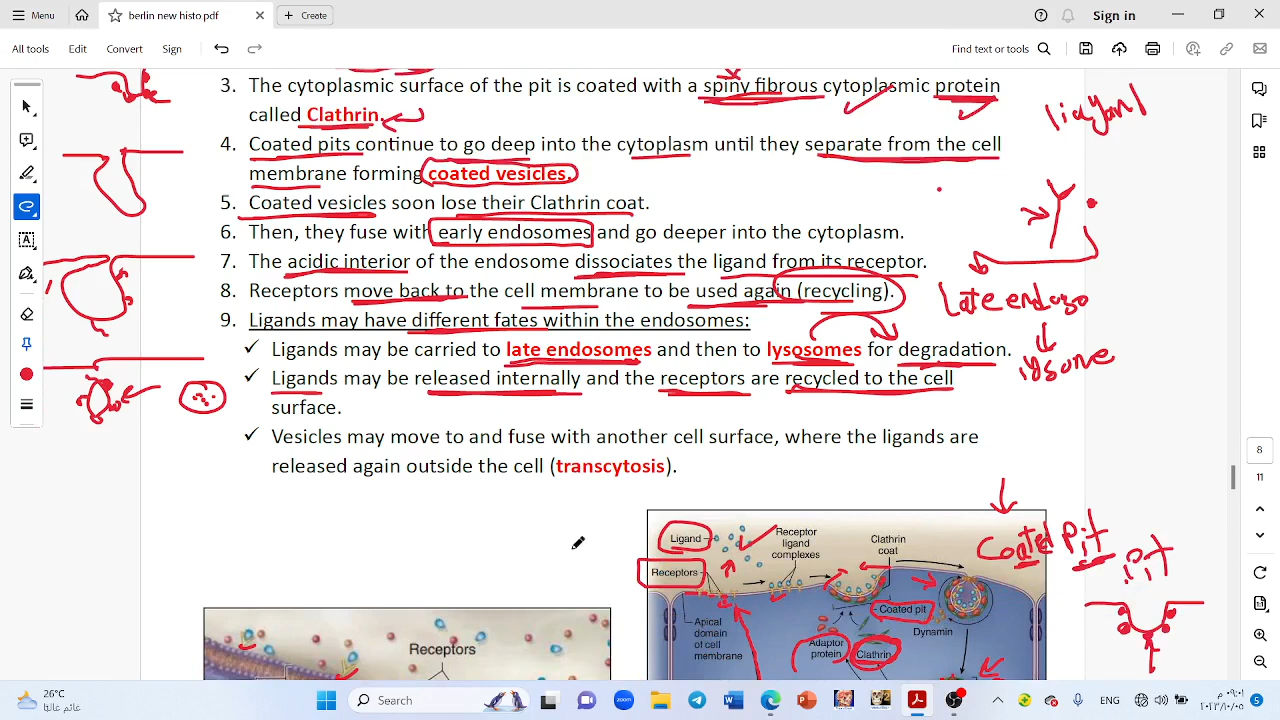 Menu
berlin new histo pdf
Create
Sign in
All tools
Edit
Convert
Sign
Find text or tools
3. The cytoplasmic surface of the pit is coated with a spiny fibrous cytoplasmic protein
called Clathrin.
4. Coated pits continue to go deep into the cytoplasm until they separate from the cell
membrane forming coated vesicles.
5. Coated vesicles soon lose their Clathrin coat.
6. Then, they fuse with early endosomes and go deeper into the cytoplasm.
7. The acidic interior of the endosome dissociates the ligand from its receptor.
8. Receptors move back to the cell membrane to be used again (recycling).
Late endoso
9. Ligands may have different fates within the endosomes:
✓ Ligands may be carried to late endosomes and then to lysosomes for degradation.
lysome
✓ Ligands may be released internally and the receptors are recycled to the cell
surface.
✓ Vesicles may move to and fuse with another cell surface, where the ligands are
released again outside the cell (transcytosis).
8
11
Ligand
Receptors
Receptor
ligand
complexes
Clathrin
coat
Coated Pit
Pit
Coated pit
Dynamin
Apical
domain
of cell
membrane
Adaptor
protein
Clathrin
Receptors
26°C
غائم غالبا
Search
zoom
ENG
5